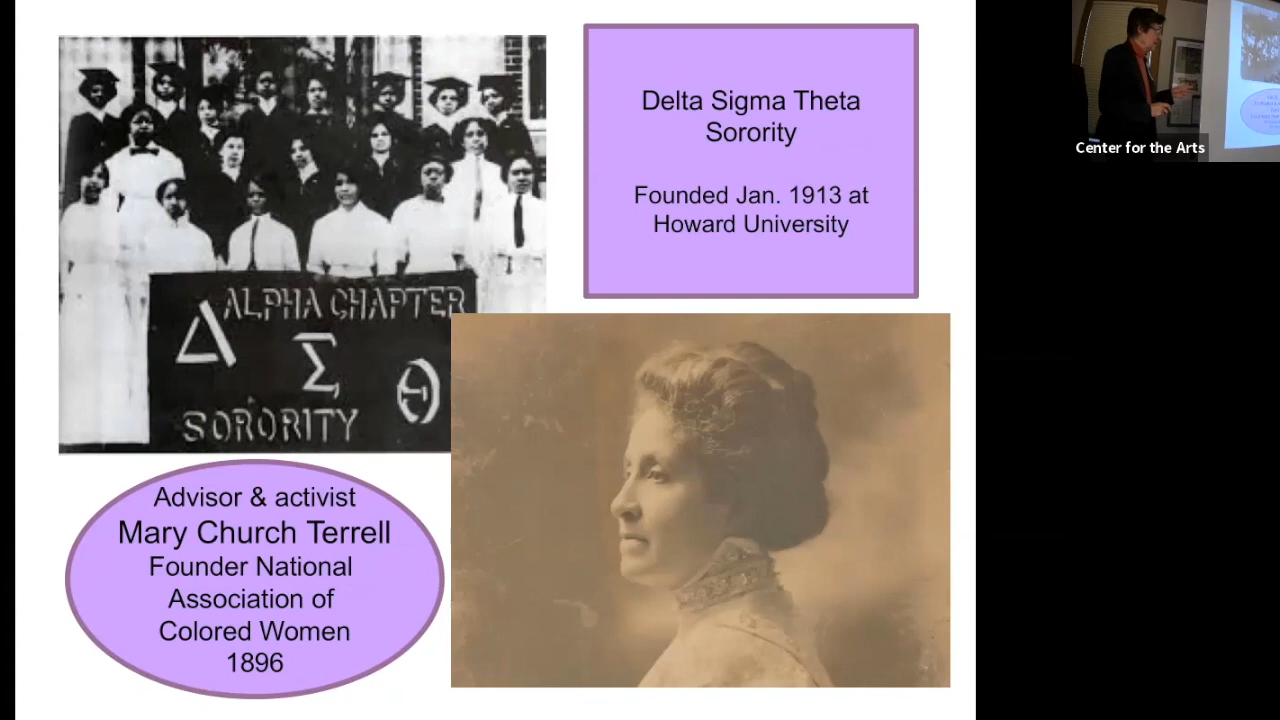 Delta Sigma Theta
Sorority
Founded Jan. 1913 at
Howard University
ALPHA CHAPTER
Δ
Σ
Θ
SORORITY
Advisor & activist
Mary Church Terrell
Founder National
Association of
Colored Women
1896
Center for the Arts